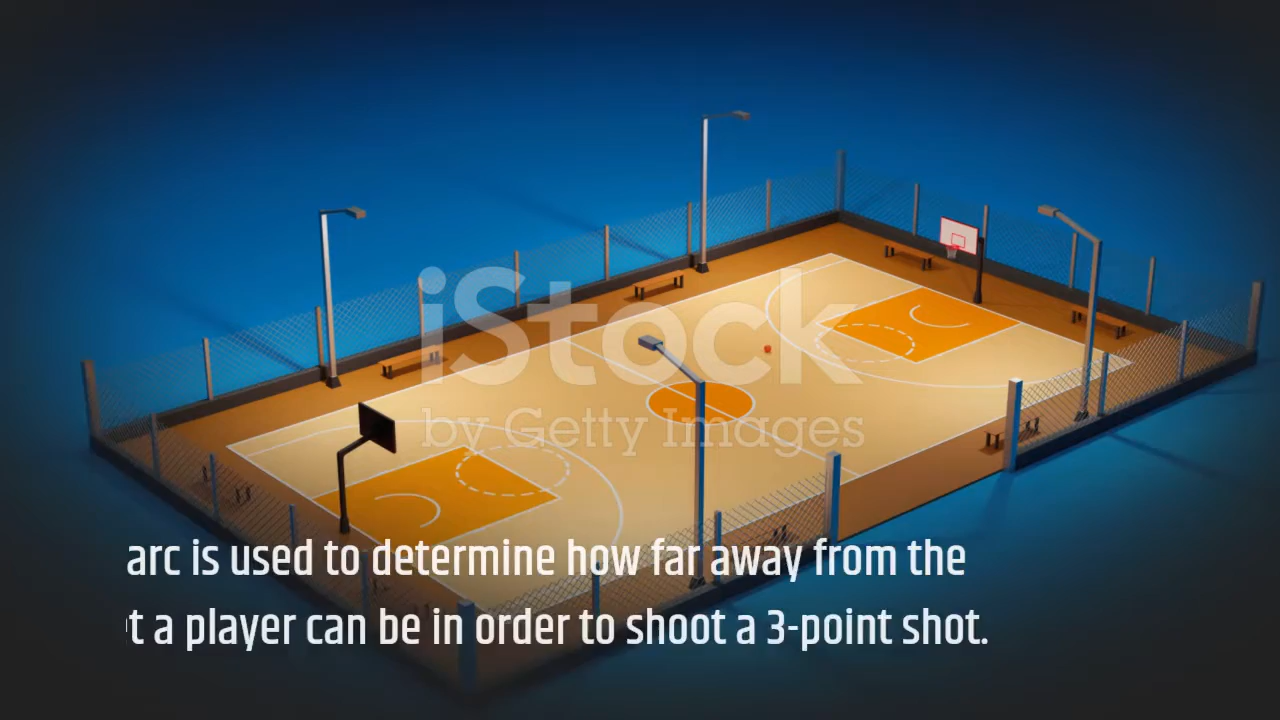 iStock
by Getty Images
arc is used to determine how far away from the
t a player can be in order to shoot a 3-point shot.